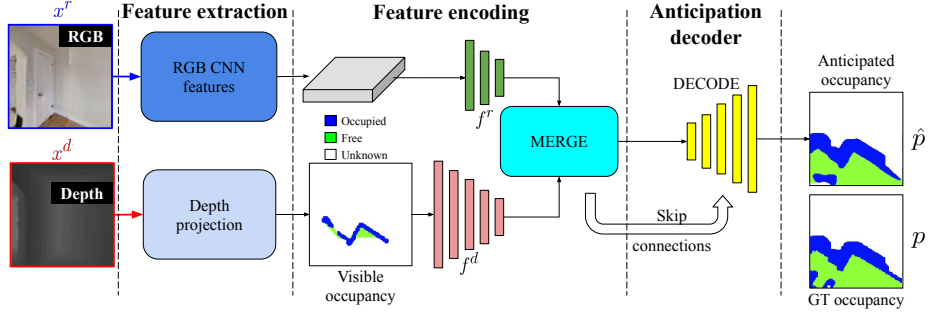 Feature extraction
Feature encoding
Anticipation
decoder
x^r
RGB
RGB CNN
features
f^r
DECODE
Anticipated
occupancy
p̂
Occupied
Free
Unknown
MERGE
x^d
Depth
Depth
projection
Visible
occupancy
f^d
Skip
connections
p
GT occupancy